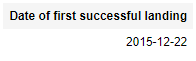 Date of first successful landing
2015-12-22